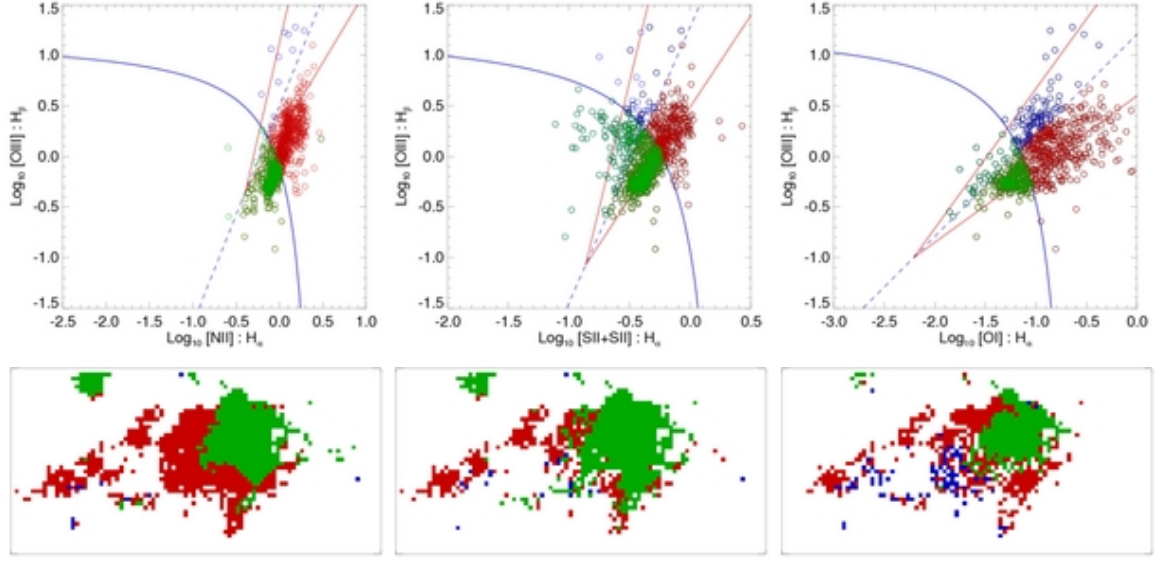 1.5 1.5 1.5
1.0 1.0 1.0
0.5 0.5 0.5
0.0 0.0 0.0
-0.5 -0.5 -0.5
-1.0 -1.0 -1.0
-1.5 -1.5 -1.5
Log₁₀ [OIII] : Hβ
Log₁₀ [OIII] : Hβ
Log₁₀ [OIII] : Hβ
-2.5 -2.0 -1.5 -1.0 -0.5 0.0 0.5 1.0
-2.0 -1.5 -1.0 -0.5 0.0 0.5
-3.0 -2.5 -2.0 -1.5 -1.0 -0.5 0.0
Log₁₀ [NII] : Hα
Log₁₀ [SII+SII] : Hα
Log₁₀ [OI] : Hα